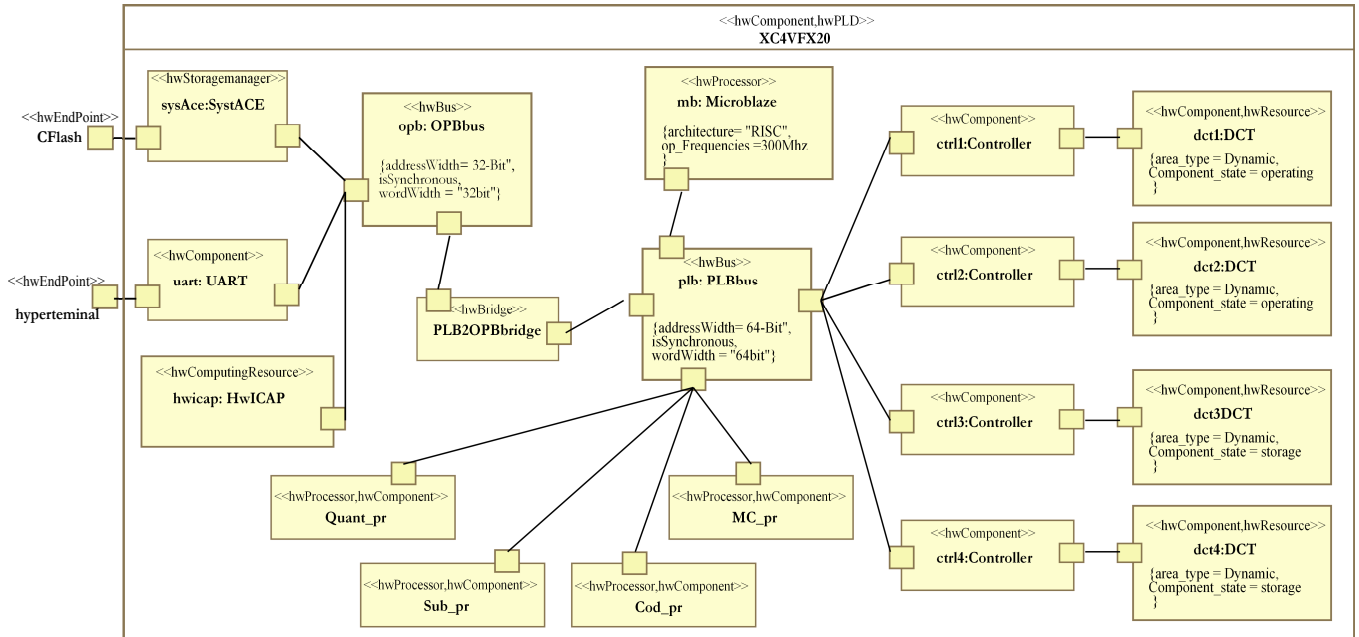 <<hwComponent,hwPLD>>
XC4VFX20
<<hwStoragemanager>>
sysAce:SystACE
<<hwEndPoint>>
CFlash
<<hwBus>>
opb: OPBbus
{addressWidth= 32-Bit",
isSynchronous,
wordWidth = "32bit"}
<<hwProcessor>>
mb: Microblaze
{architecture= "RISC",
op_Frequencies =300Mhz
}
<<hwComponent>>
ctrl1:Controller
<<hwComponent,hwResource>>
dct1:DCT
{area_type = Dynamic,
Component_state = operating
}
<<hwComponent>>
uart: UART
<<hwEndPoint>>
hyperteminal
<<hwBridge>>
PLB2OPBbridge
<<hwBus>>
plb: PLBbus
{addressWidth= 64-Bit",
isSynchronous,
wordWidth = "64bit"}
<<hwComponent>>
ctrl2:Controller
<<hwComponent,hwResource>>
dct2:DCT
{area_type = Dynamic,
Component_state = operating
}
<<hwComputingResource>>
hwicap: HwICAP
<<hwComponent>>
ctrl3:Controller
<<hwComponent,hwResource>>
dct3DCT
{area_type = Dynamic,
Component_state = storage
}
<<hwProcessor,hwComponent>>
Quant_pr
<<hwProcessor,hwComponent>>
MC_pr
<<hwProcessor,hwComponent>>
Sub_pr
<<hwProcessor,hwComponent>>
Cod_pr
<<hwComponent>>
ctrl4:Controller
<<hwComponent,hwResource>>
dct4:DCT
{area_type = Dynamic,
Component_state = storage
}